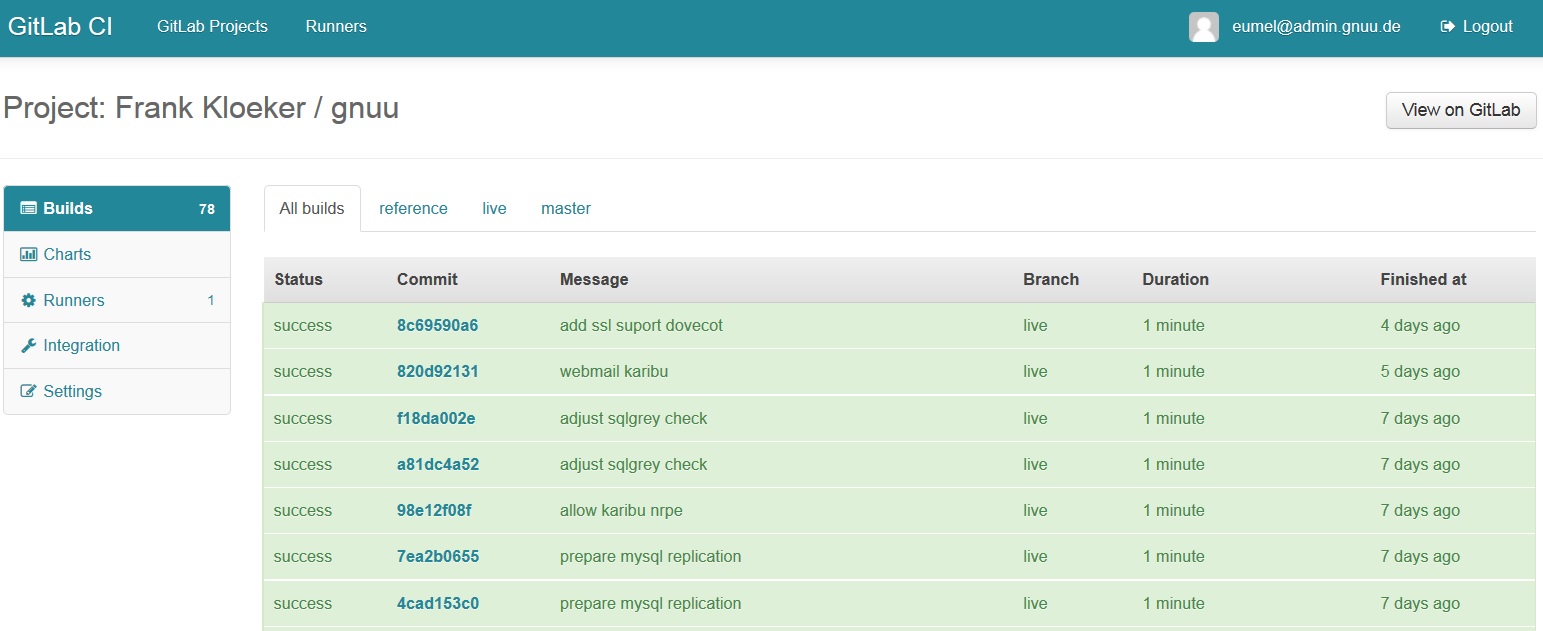 GitLab CI GitLab Projects Runners eumel@admin.gnuu.de Logout
Project: Frank Kloeker / gnuu
View on GitLab
Builds 78
Charts
Runners 1
Integration
Settings
All builds reference live master
Status Commit Message Branch Duration Finished at
success 8c69590a6 add ssl suport dovecot live 1 minute 4 days ago
success 820d92131 webmail karibu live 1 minute 5 days ago
success f18da002e adjust sqlgrey check live 1 minute 7 days ago
success a81dc4a52 adjust sqlgrey check live 1 minute 7 days ago
success 98e12f08f allow karibu nrpe live 1 minute 7 days ago
success 7ea2b0655 prepare mysql replication live 1 minute 7 days ago
success 4cad153c0 prepare mysql replication live 1 minute 7 days ago